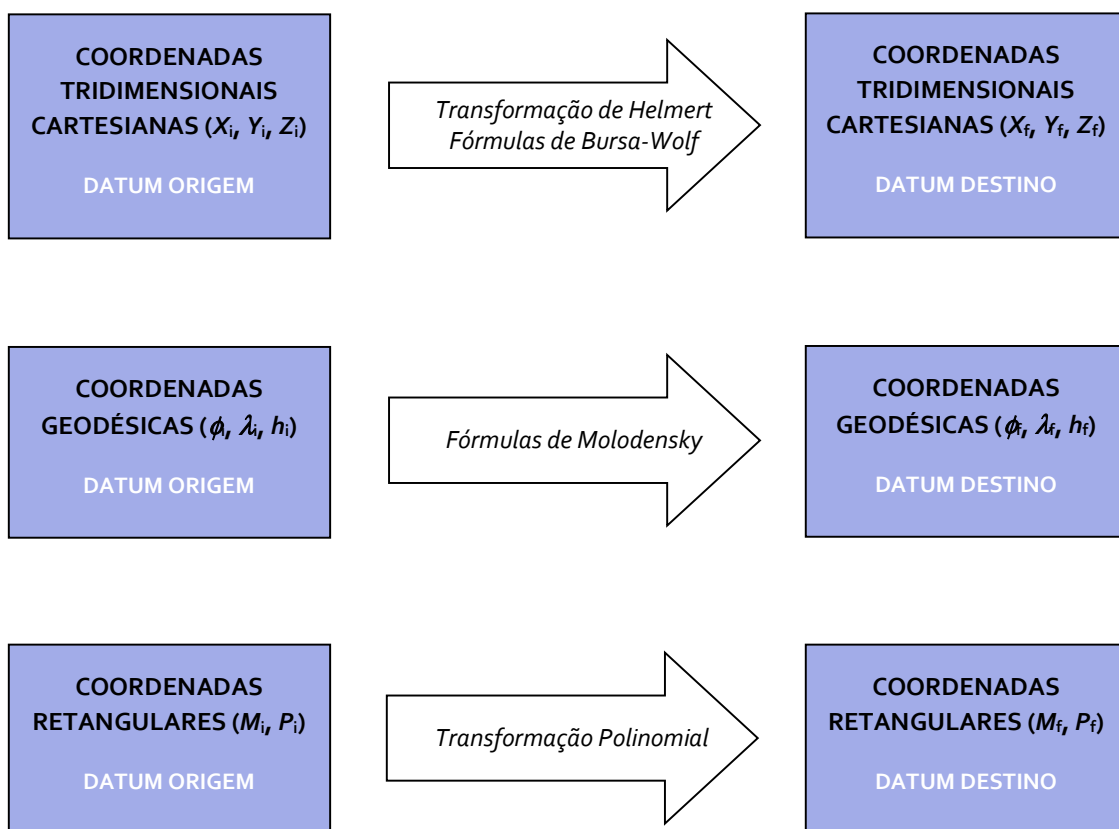 COORDENADAS
TRIDIMENSIONAIS
CARTESIANAS (Xi, Yi, Zi)
DATUM ORIGEM
Transformação de Helmert
Fórmulas de Bursa-Wolf
COORDENADAS
TRIDIMENSIONAIS
CARTESIANAS (Xf, Yf, Zf)
DATUM DESTINO
COORDENADAS
GEODÉSICAS (ϕi, λi, hi)
DATUM ORIGEM
Fórmulas de Molodensky
COORDENADAS
GEODÉSICAS (ϕf, λf, hf)
DATUM DESTINO
COORDENADAS
RETANGULARES (Mi, Pi)
DATUM ORIGEM
Transformação Polinomial
COORDENADAS
RETANGULARES (Mf, Pf)
DATUM DESTINO